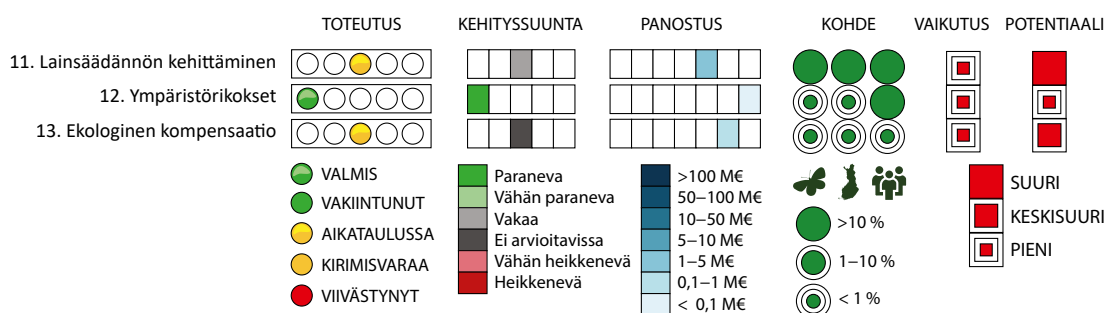 TOTEUTUS KEHITYSSUUNTA PANOSTUS KOHDE VAIKUTUS POTENTIAALI
11. Lainsäädännön kehittäminen
12. Ympäristörikokset
13. Ekologinen kompensaatio
VALMIS
VAKIINTUNUT
AIKATAULUSSA
KIRIMISVARAA
VIIVÄSTYNYT
Paraneva
Vähän paraneva
Vakaa
Ei arvioitavissa
Vähän heikkenevä
Heikkenevä
>100 M€
50–100 M€
10–50 M€
5–10 M€
1–5 M€
0,1–1 M€
< 0,1 M€
>10 %
1–10 %
< 1 %
SUURI
KESKISUURI
PIENI